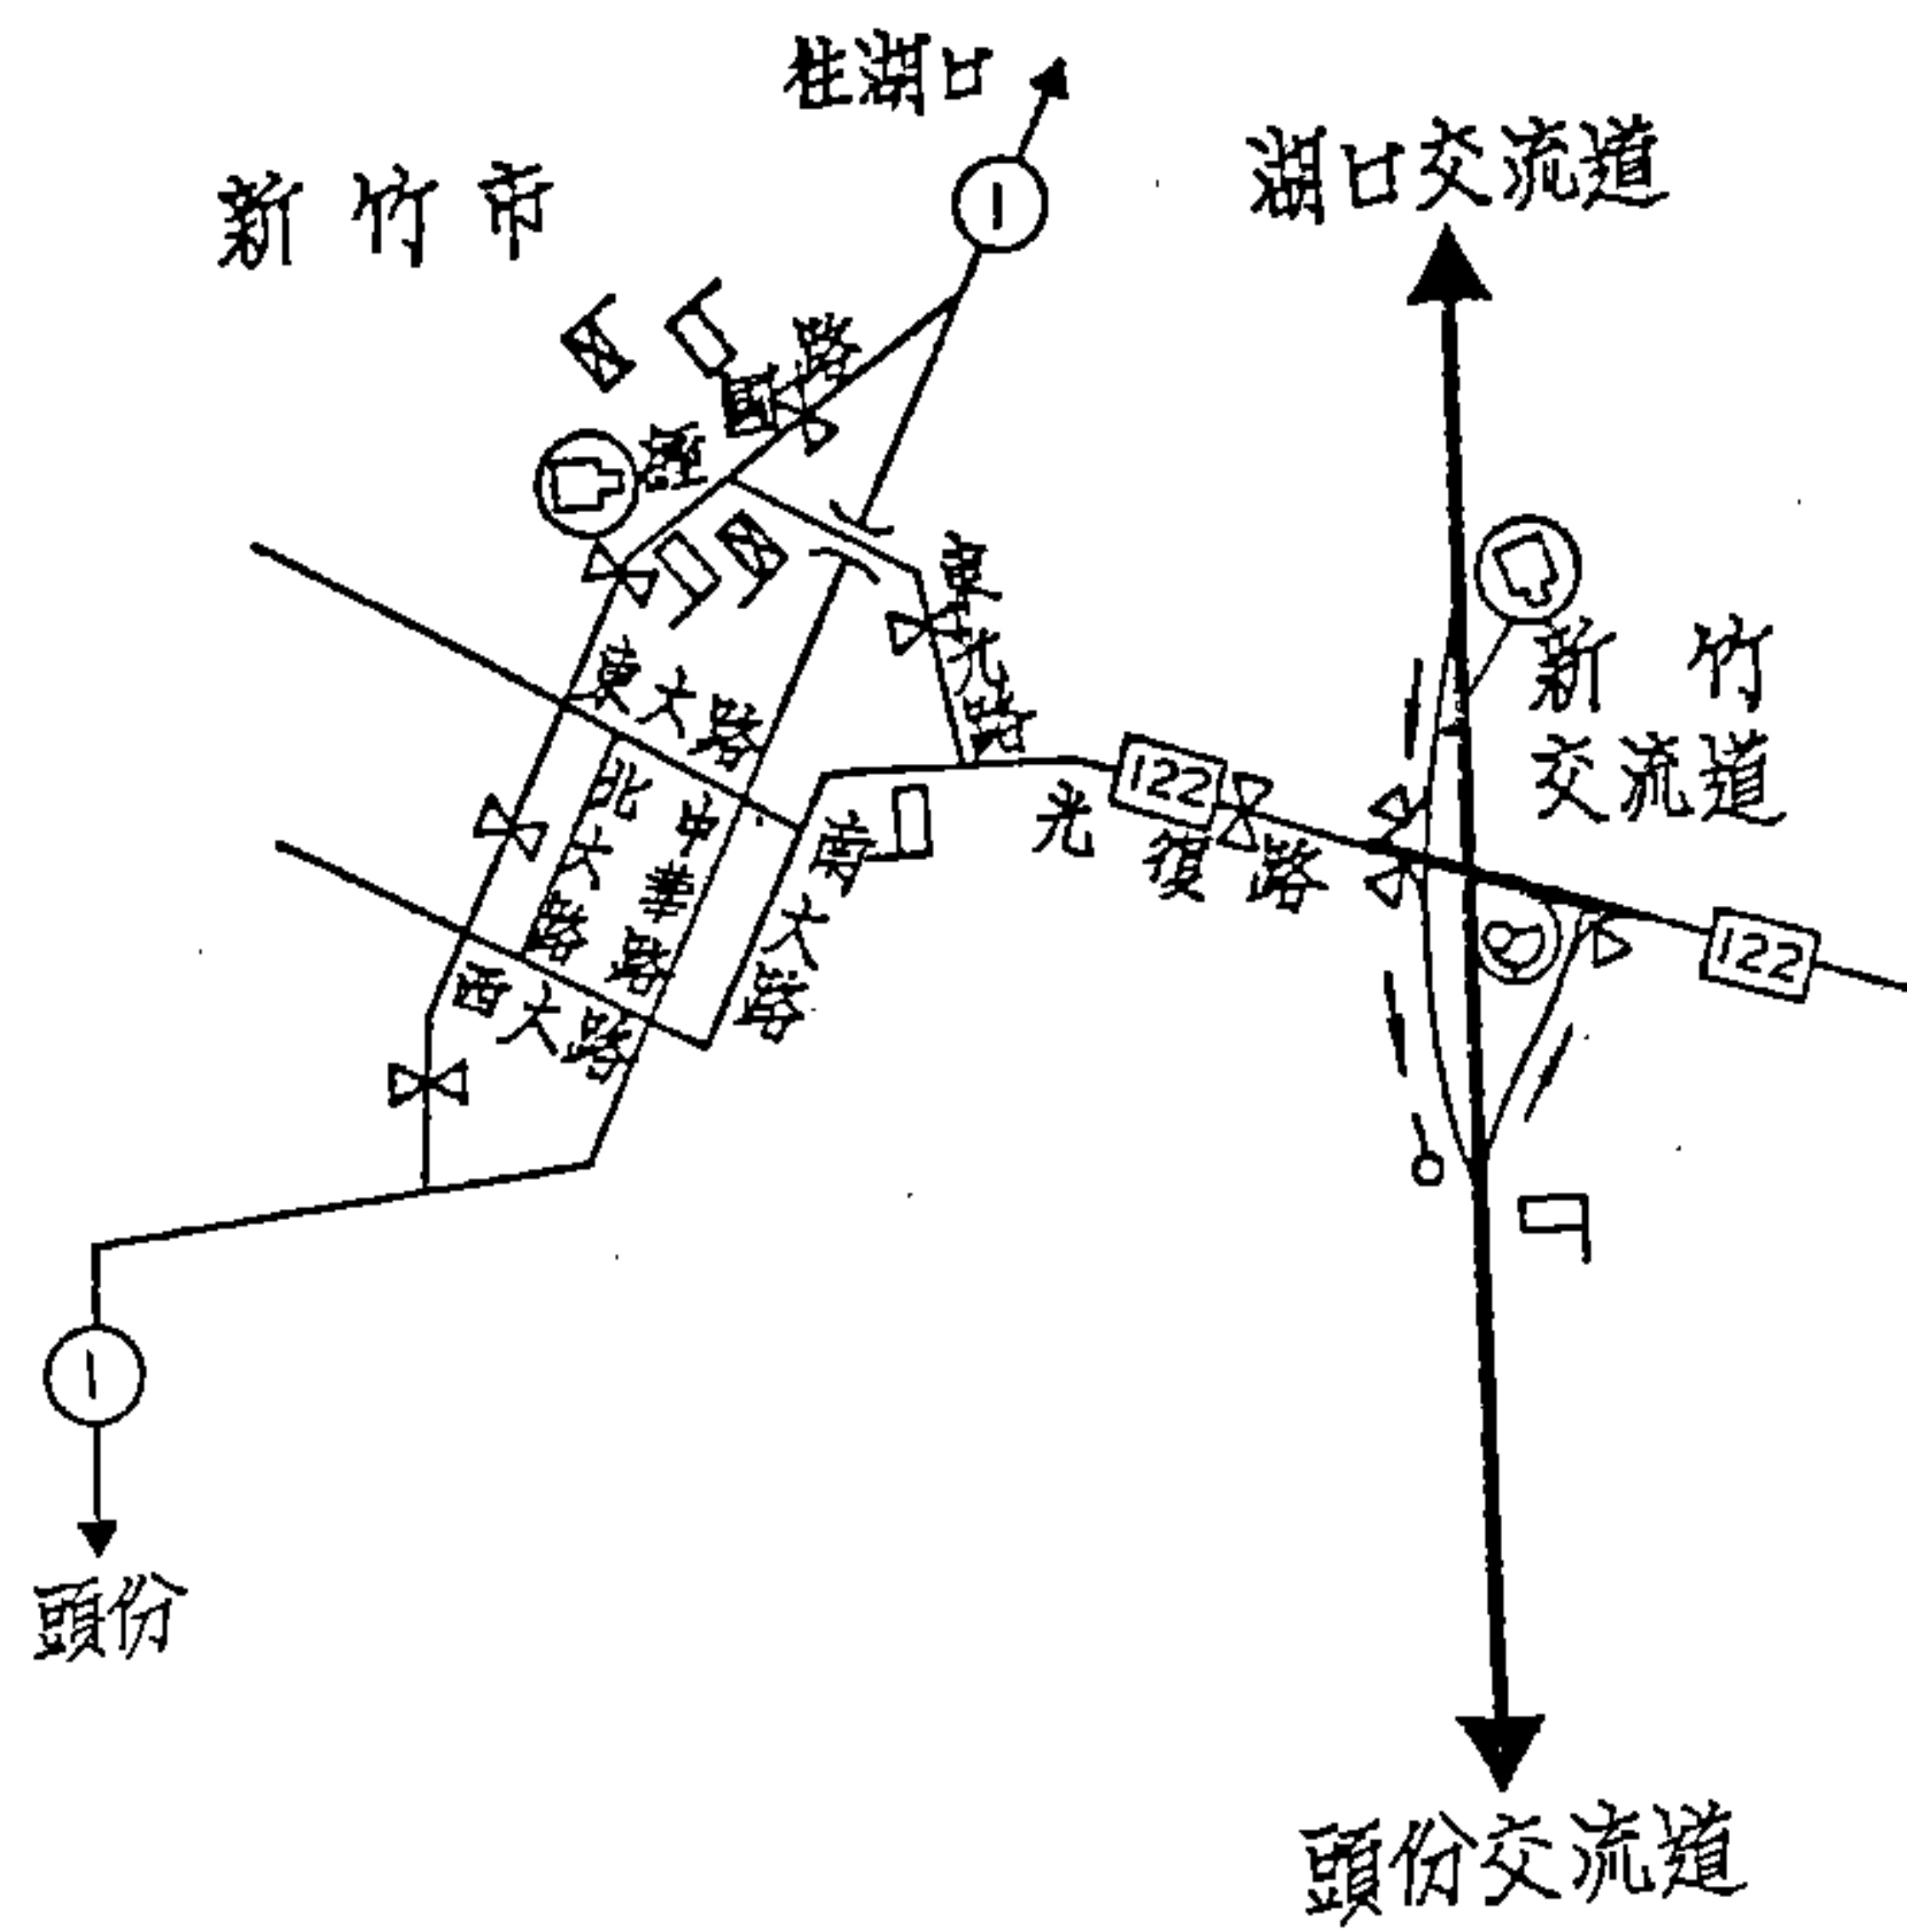 往湖口
1
湖口交流道
新竹市
經國路
東光路
新竹
交流道
東大路
北大路
中華路
122
光復路
東大路
西大路
122
1
頭份
頭份交流道